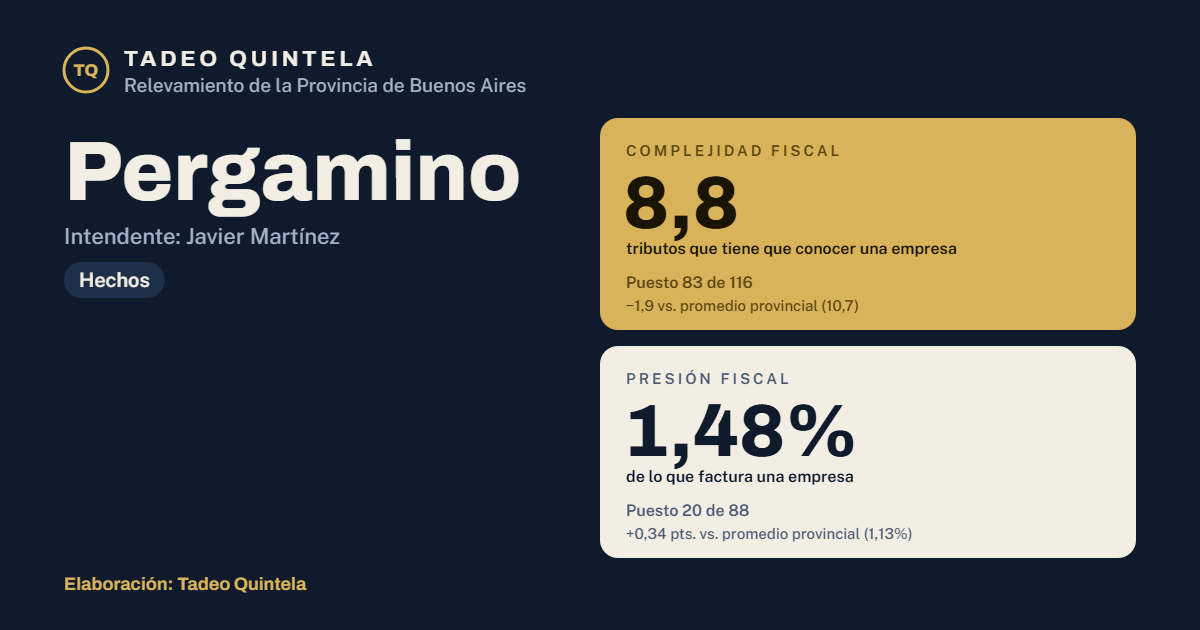 TQ
TADEO QUINTELA
Relevamiento de la Provincia de Buenos Aires
Pergamino
Intendente: Javier Martínez
Hechos
COMPLEJIDAD FISCAL
8,8
tributos que tiene que conocer una empresa
Puesto 83 de 116
−1,9 vs. promedio provincial (10,7)
PRESIÓN FISCAL
1,48%
de lo que factura una empresa
Puesto 20 de 88
+0,34 pts. vs. promedio provincial (1,13%)
Elaboración: Tadeo Quintela